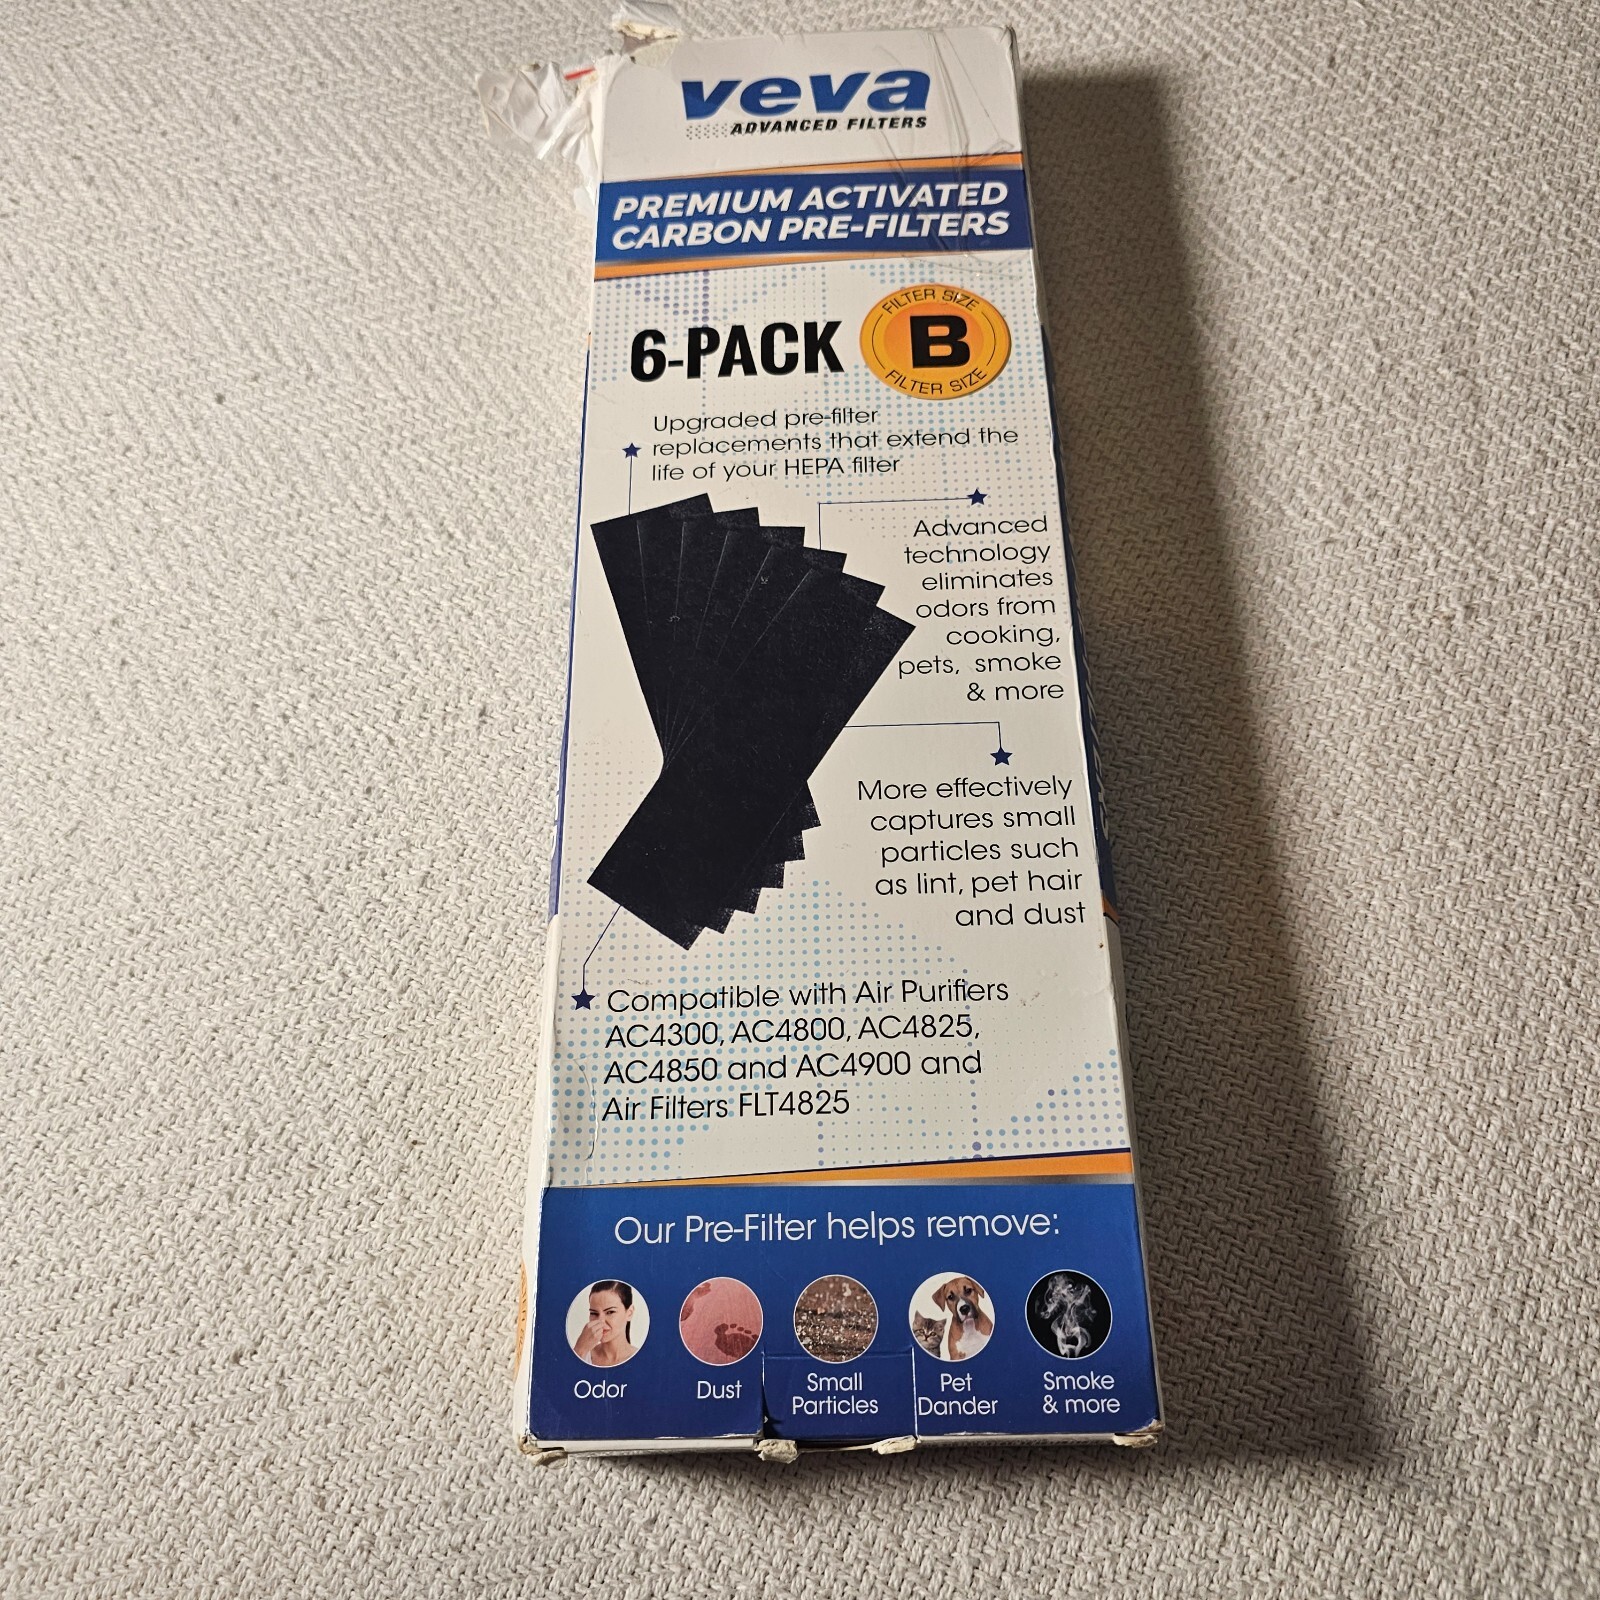 veva
ADVANCED FILTERS
PREMIUM ACTIVATED
CARBON PRE-FILTERS
6-PACK
FILTER SIZE
B
FILTER SIZE
Upgraded pre-filter
replacements that extend the
life of your HEPA filter
Advanced
technology
eliminates
odors from
cooking,
pets, smoke
& more
More effectively
captures small
particles such
as lint, pet hair
and dust
Compatible with Air Purifiers
AC4300, AC4800, AC4825,
AC4850 and AC4900 and
Air Filters FLT4825
Our Pre-Filter helps remove:
Odor
Dust
Small
Particles
Pet
Dander
Smoke
& more